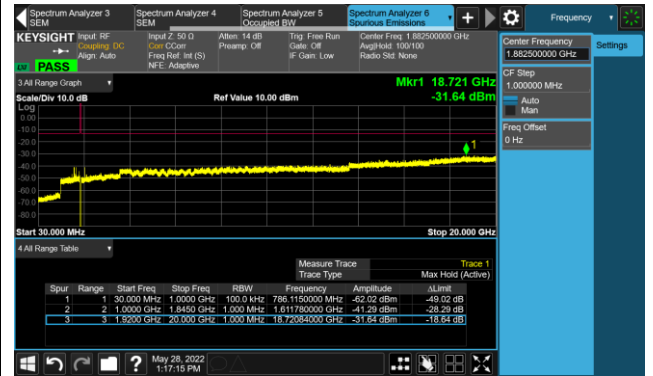 Spectrum Analyzer 3
SEM
Spectrum Analyzer 4
SEM
Spectrum Analyzer 5
Occupied BW
Spectrum Analyzer 6
Spurious Emissions
Frequency
KEYSIGHT
Input: RF
Coupling: DC
Align: Auto
Input Z: 50 Ω
Corr CCorr
Freq Ref: Int (S)
NFE: Adaptive
Atten: 14 dB
Preamp: Off
Trig: Free Run
Gate: Off
IF Gain: Low
Center Freq: 1.882500000 GHz
Avg|Hold: 100/100
Radio Std: None
PASS
Center Frequency
1.882500000 GHz
Settings
CF Step
1.000000 MHz
Auto
Man
Freq Offset
0 Hz
3 All Range Graph
Mkr1 18.721 GHz
Scale/Div 10.0 dB
Ref Value 10.00 dBm
-31.64 dBm
Log
0.00
-10.0
-20.0
-30.0
-40.0
-50.0
-60.0
-70.0
-80.0
1
Start 30.000 MHz
Stop 20.000 GHz
4 All Range Table
Measure Trace Trace 1
Trace Type Max Hold (Active)
Spur Range Start Freq Stop Freq RBW Frequency Amplitude ΔLimit
1 1 30.000 MHz 1.0000 GHz 100.0 kHz 786.1150000 MHz -62.02 dBm -49.02 dB
2 2 1.0000 GHz 1.8450 GHz 1.000 MHz 1.611780000 GHz -41.29 dBm -28.29 dB
3 3 1.9200 GHz 20.000 GHz 1.000 MHz 18.72084000 GHz -31.64 dBm -18.64 dB
?
May 28, 2022
1:17:15 PM